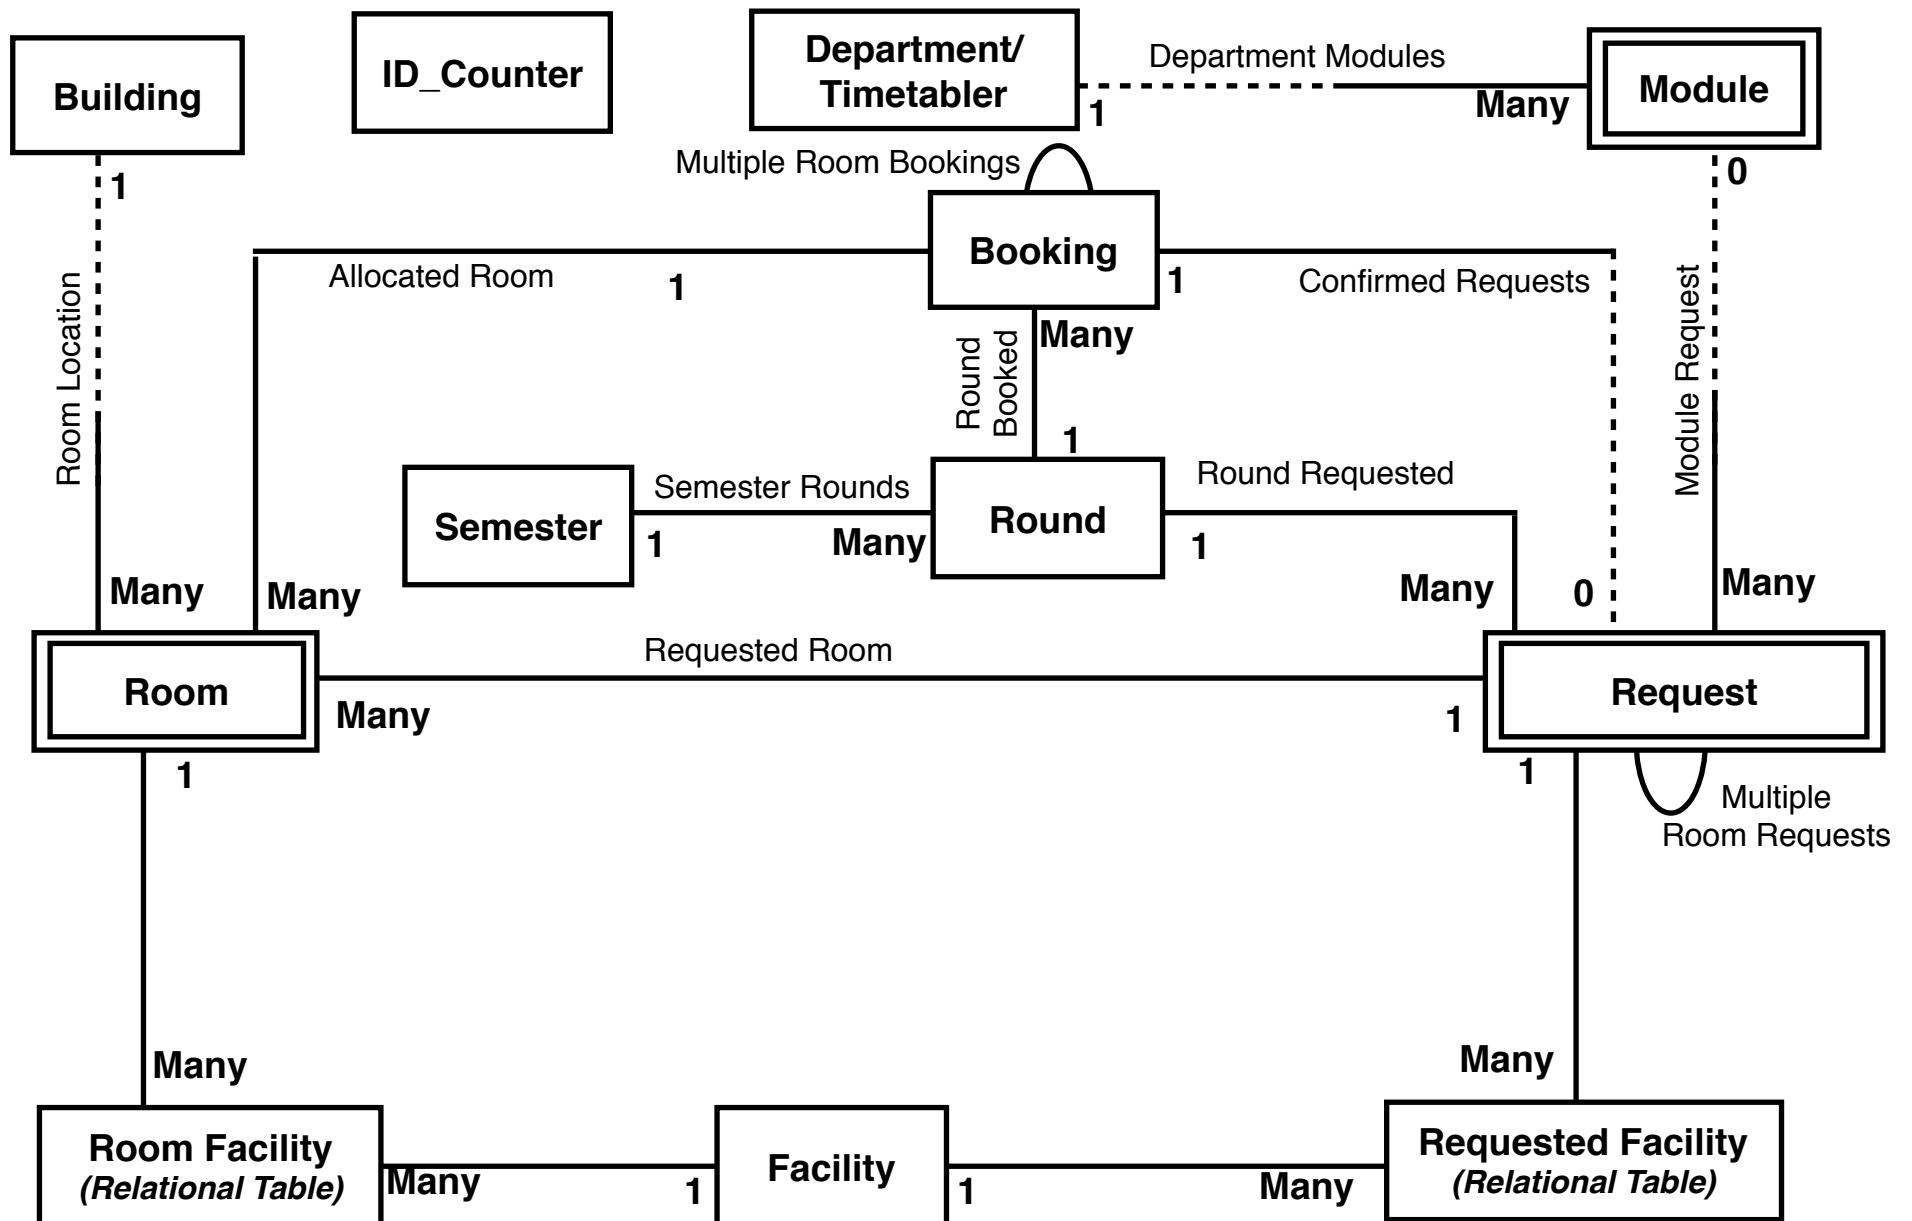 Building
ID_Counter
Department/
Timetabler
Department Modules
1
Many
Module
Multiple Room Bookings
1
0
Booking
Allocated Room
1
1
Confirmed Requests
Room Location
Many
Round
Booked
1
Module Request
Semester
Semester Rounds
1
Many
Round
Round Requested
1
Many
Many
Many
0
Many
Room
Requested Room
Many
1
Request
1
1
Multiple
Room Requests
Many
Many
Room Facility
(Relational Table)
Many
1
Facility
1
Many
Requested Facility
(Relational Table)